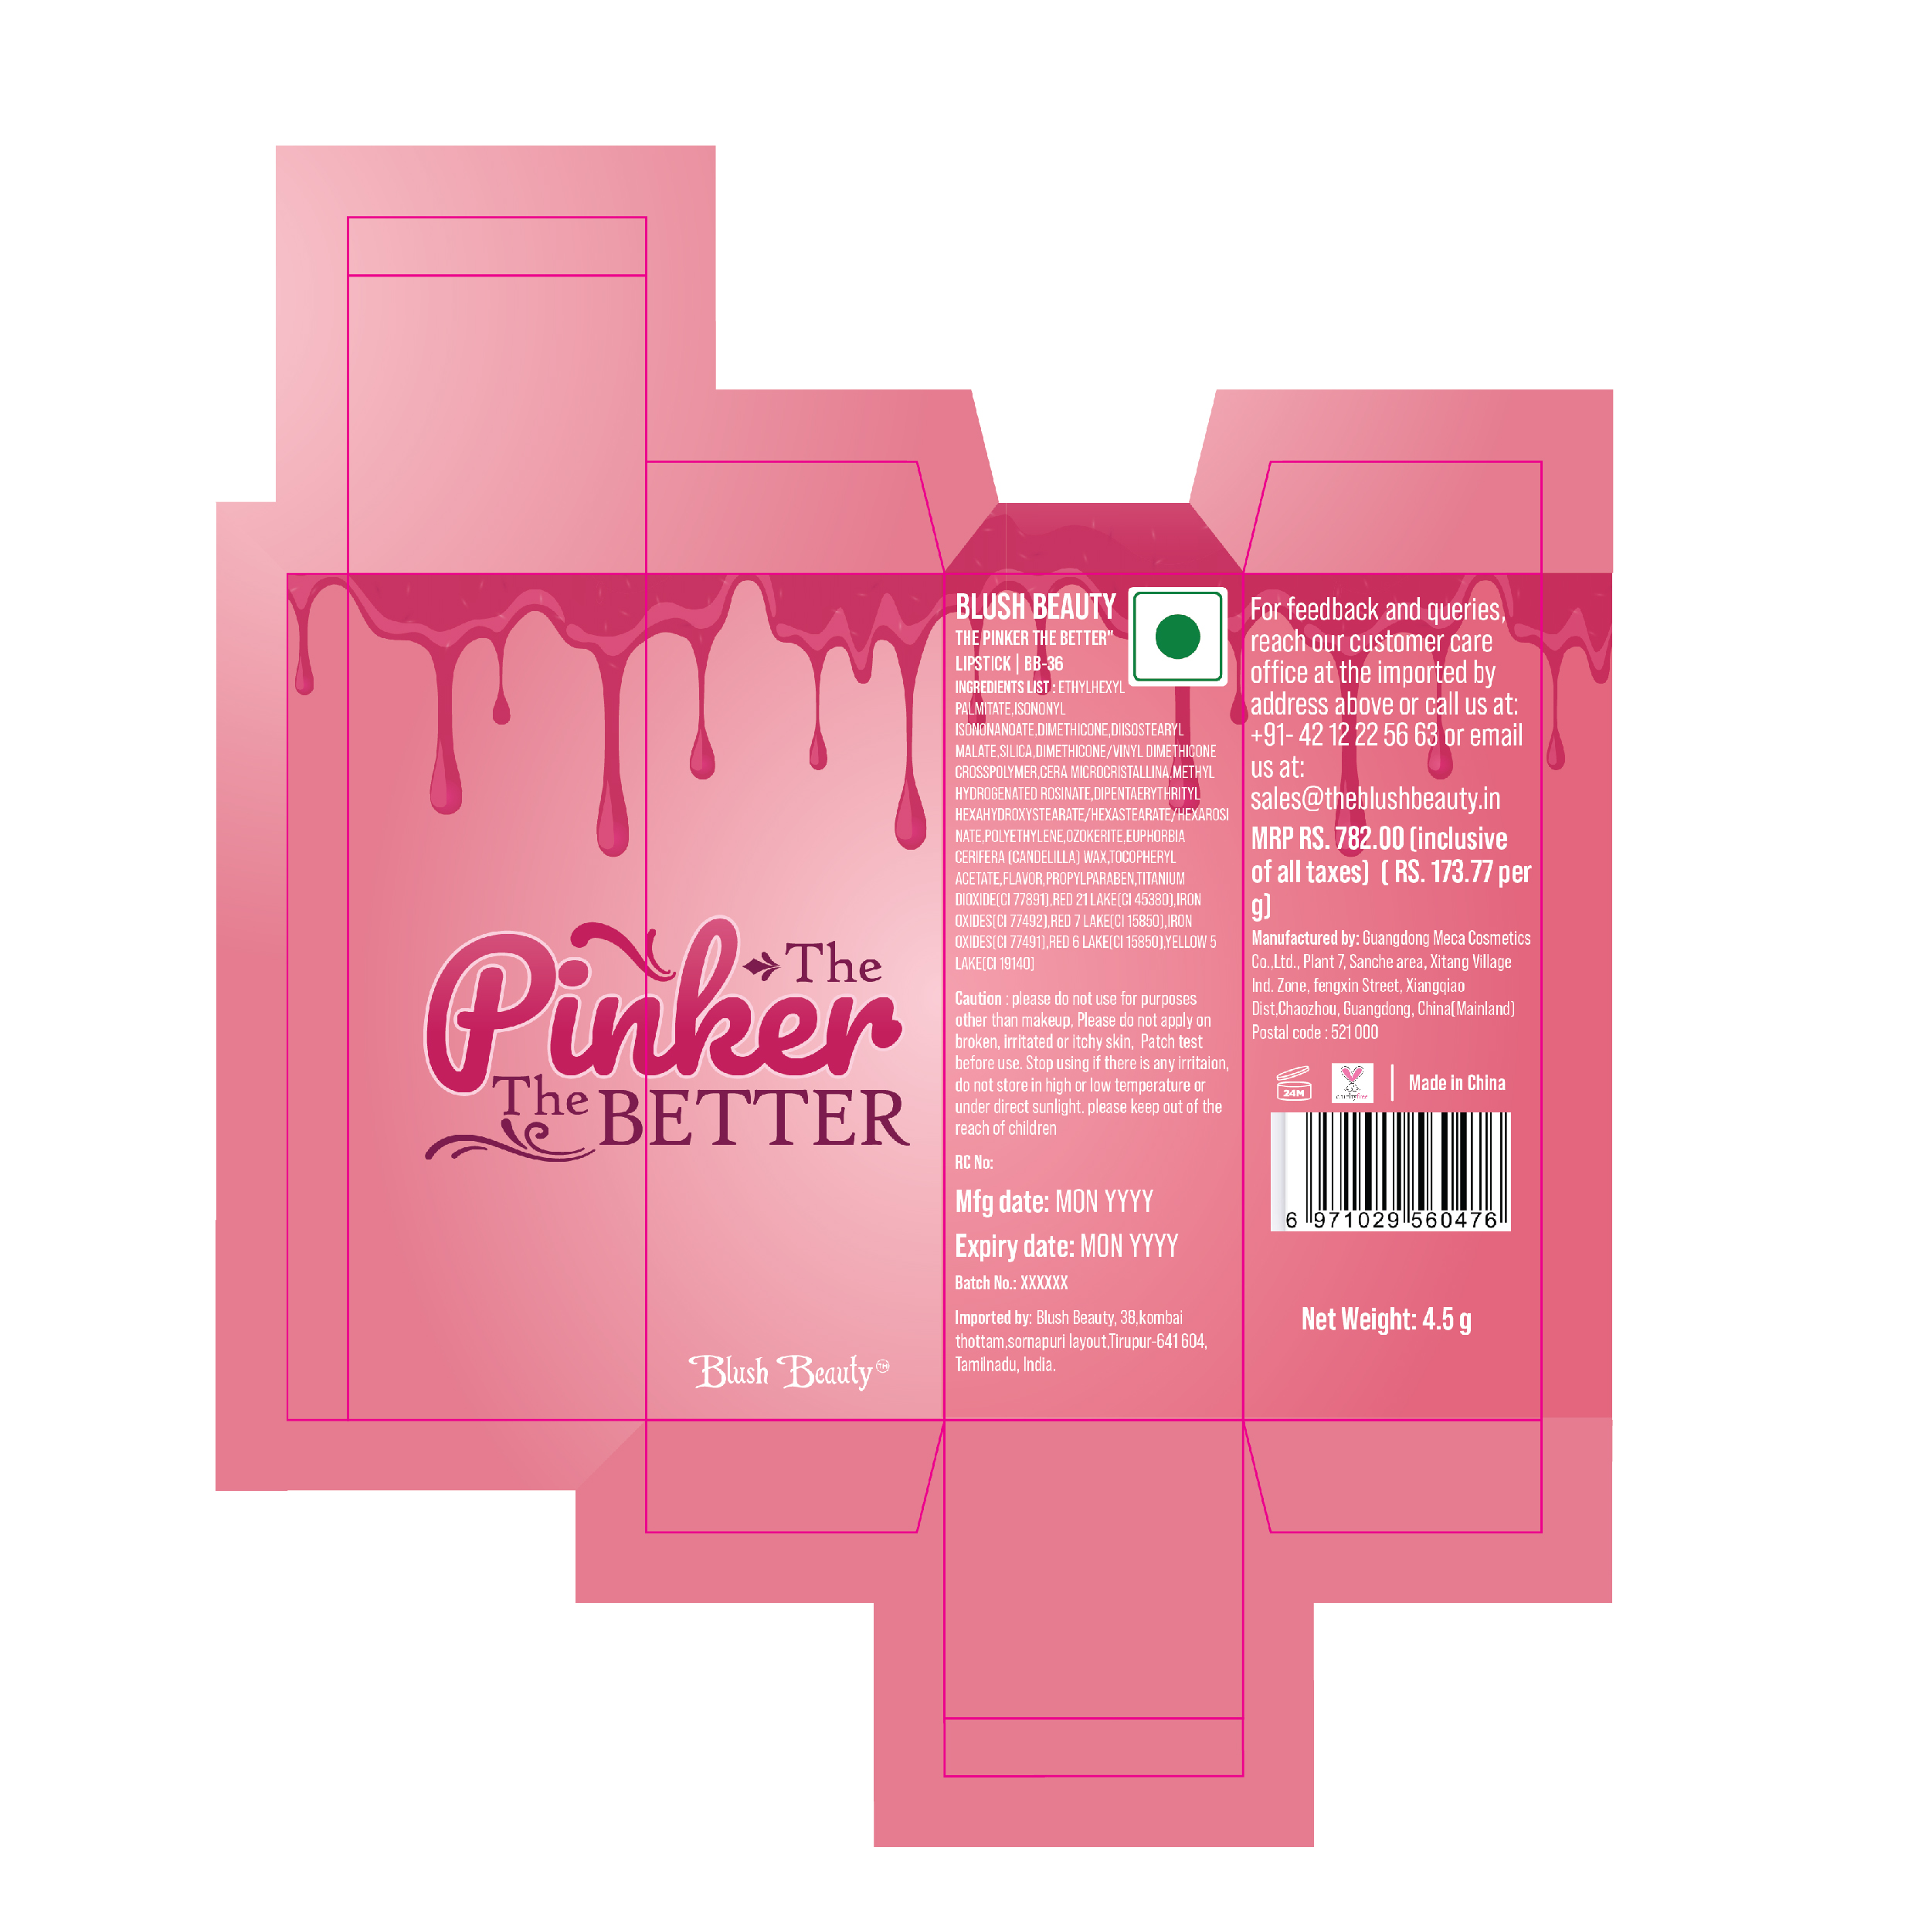 The
Pinker
The BETTER
Blush Beauty TM
BLUSH BEAUTY
THE PINKER THE BETTER"
LIPSTICK | BB-36
INGREDIENTS LIST : ETHYLHEXYL
PALMITATE,ISONONYL
ISONONANOATE,DIMETHICONE,DIISOSTEARYL
MALATE,SILICA,DIMETHICONE/VINYL DIMETHICONE
CROSSPOLYMER,CERA MICROCRISTALLINA,METHYL
HYDROGENATED ROSINATE,DIPENTAERYTHRITYL
HEXAHYDROXYSTEARATE/HEXASTEARATE/HEXAROSI
NATE,POLYETHYLENE,OZOKERITE,EUPHORBIA
CERIFERA (CANDELILLA) WAX,TOCOPHERYL
ACETATE,FLAVOR,PROPYLPARABEN,TITANIUM
DIOXIDE(CI 77891),RED 21 LAKE(CI 45380),IRON
OXIDES(CI 77492),RED 7 LAKE(CI 15850),IRON
OXIDES(CI 77491),RED 6 LAKE(CI 15850),YELLOW 5
LAKE(CI 19140)
Caution : please do not use for purposes
other than makeup, Please do not apply on
broken, irritated or itchy skin, Patch test
before use. Stop using if there is any irritaion,
do not store in high or low temperature or
under direct sunlight. please keep out of the
reach of children
RC No:
Mfg date: MON YYYY
Expiry date: MON YYYY
Batch No.: XXXXXX
Imported by: Blush Beauty, 38,kombai
thottam,sornapuri layout,Tirupur-641 604,
Tamilnadu, India.
For feedback and queries,
reach our customer care
office at the imported by
address above or call us at:
+91- 42 12 22 56 63 or email
us at:
sales@theblushbeauty.in
MRP RS. 782.00 (inclusive
of all taxes) ( RS. 173.77 per
g)
Manufactured by: Guangdong Meca Cosmetics
Co.,Ltd., Plant 7, Sanche area, Xitang Village
Ind. Zone, fengxin Street, Xiangqiao
Dist,Chaozhou, Guangdong, China(Mainland)
Postal code : 521 000
24M
crueltyfree
Made in China
6 971029 560476
Net Weight: 4.5 g